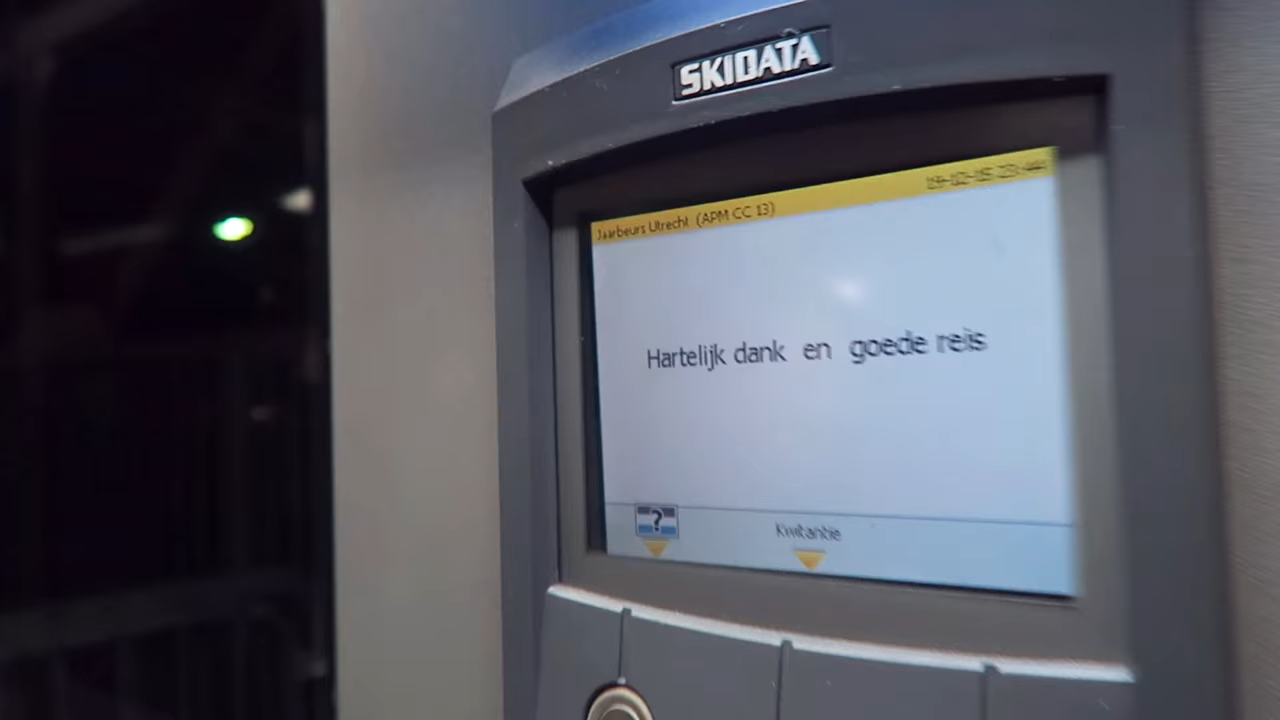 SKIDATA
Jaarbeurs Utrecht (APM CC 13)
Hartelijk dank en goede reis
?
Kwitantie